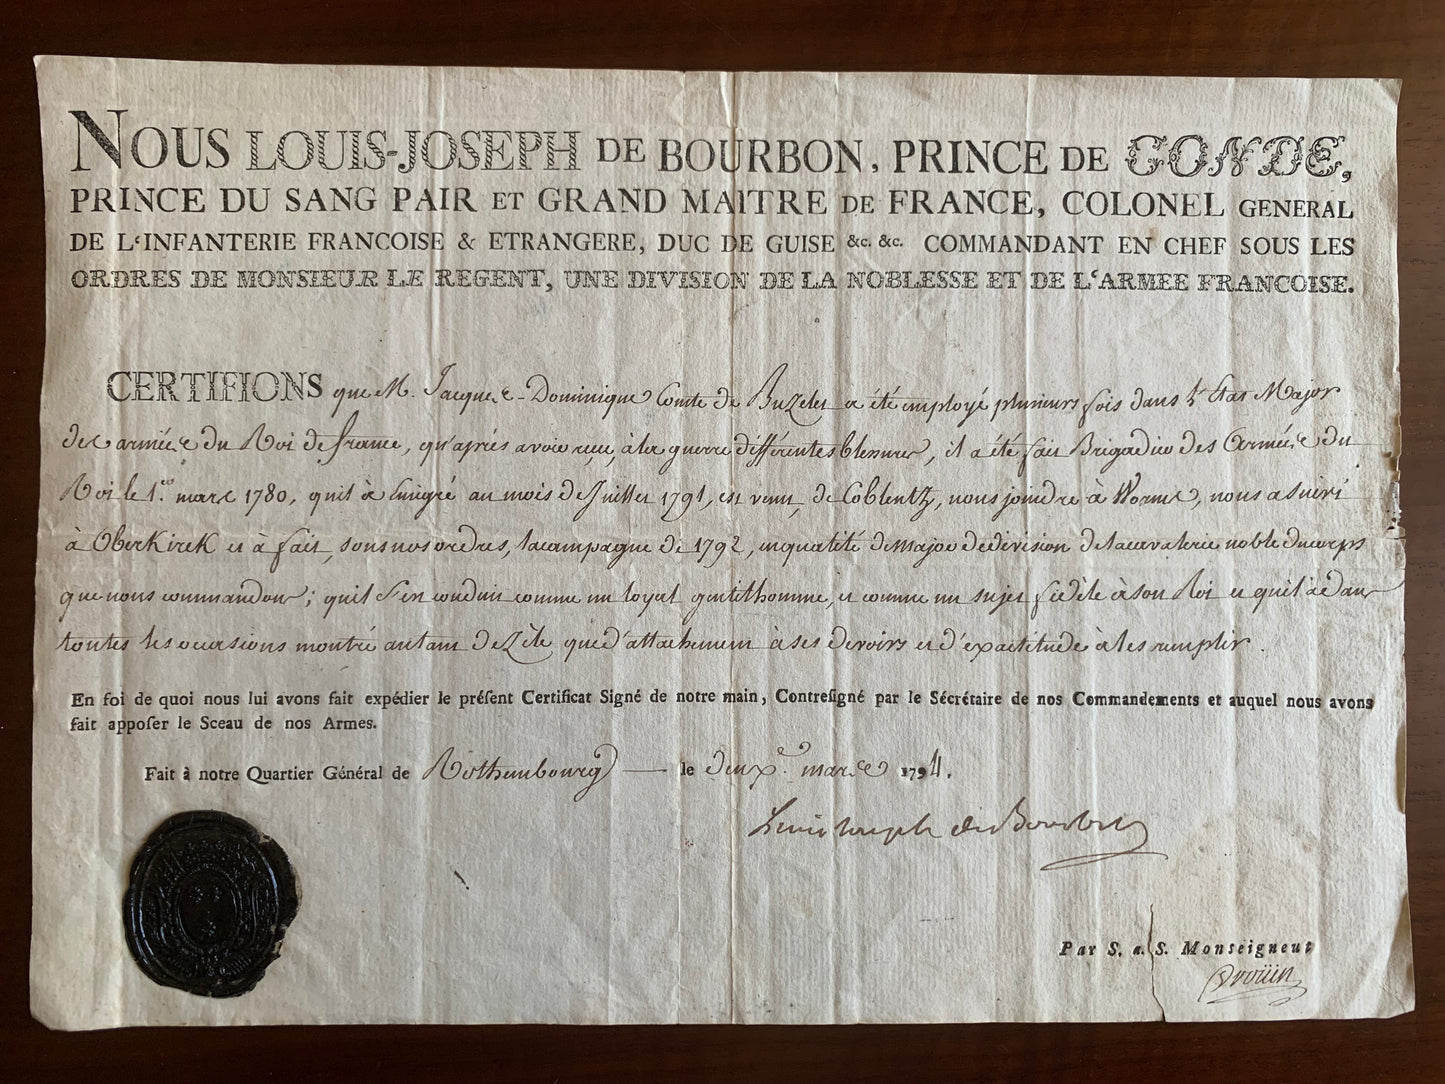 NOUS LOUIS-JOSEPH DE BOURBON, PRINCE DE CONDE,
PRINCE DU SANG PAIR ET GRAND MAITRE DE FRANCE, COLONEL GENERAL
DE L'INFANTERIE FRANCOISE & ETRANGERE, DUC DE GUISE &c. &c. COMMANDANT EN CHEF SOUS LES
ORDRES DE MONSIEUR LE REGENT, UNE DIVISION DE LA NOBLESSE ET DE L'ARMEE FRANCOISE.
CERTIFIONS que M. Jacques-Dominique Comte de Buzelet a été employé plusieurs fois dans l'Etat Major
des armées du Roi de france, qu'après avoir reçu, à la guerre différentes blessures, il a été fait Brigadier des Armées du
Roi le 1er mars 1780, qu'il a émigré au mois de Juillet 1791, est venu, de Coblentz, nous joindre à Worms, nous a suivi
à Oberkirck et a fait, sous nos ordres, la campagne de 1792, en qualité de major de division de la cavalerie noble du corps
que nous commandons; qu'il s'en conduit comme un loyal gentilhomme, et comme un sujet fidèle à son Roi et qu'il a dans
toutes les occasions montré autant de Zèle que d'attachement à ses devoirs et d'exactitude à les remplir.
En foi de quoi nous lui avons fait expédier le préſent Certificat Signé de notre main, Contreſigné par le Sécrétaire de nos Commandements et auquel nous avons
fait appoſer le Sceau de nos Armes.
Fait à notre Quartier Général de Rothembourg — le deux mars 1794.
Louis Joseph de Bourbon
Par S. a. S. Monseigneur
Drouin